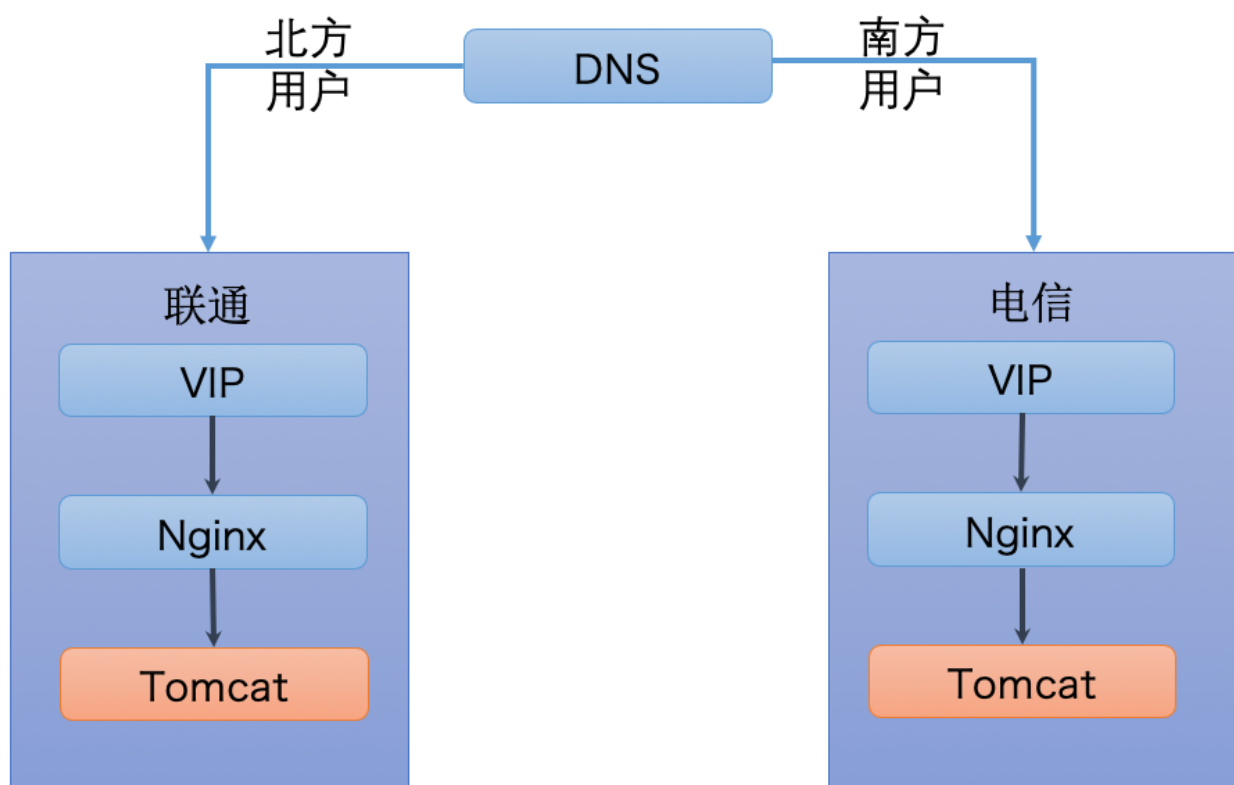 北方
用户
DNS
南方
用户
联通
VIP
Nginx
Tomcat
电信
VIP
Nginx
Tomcat